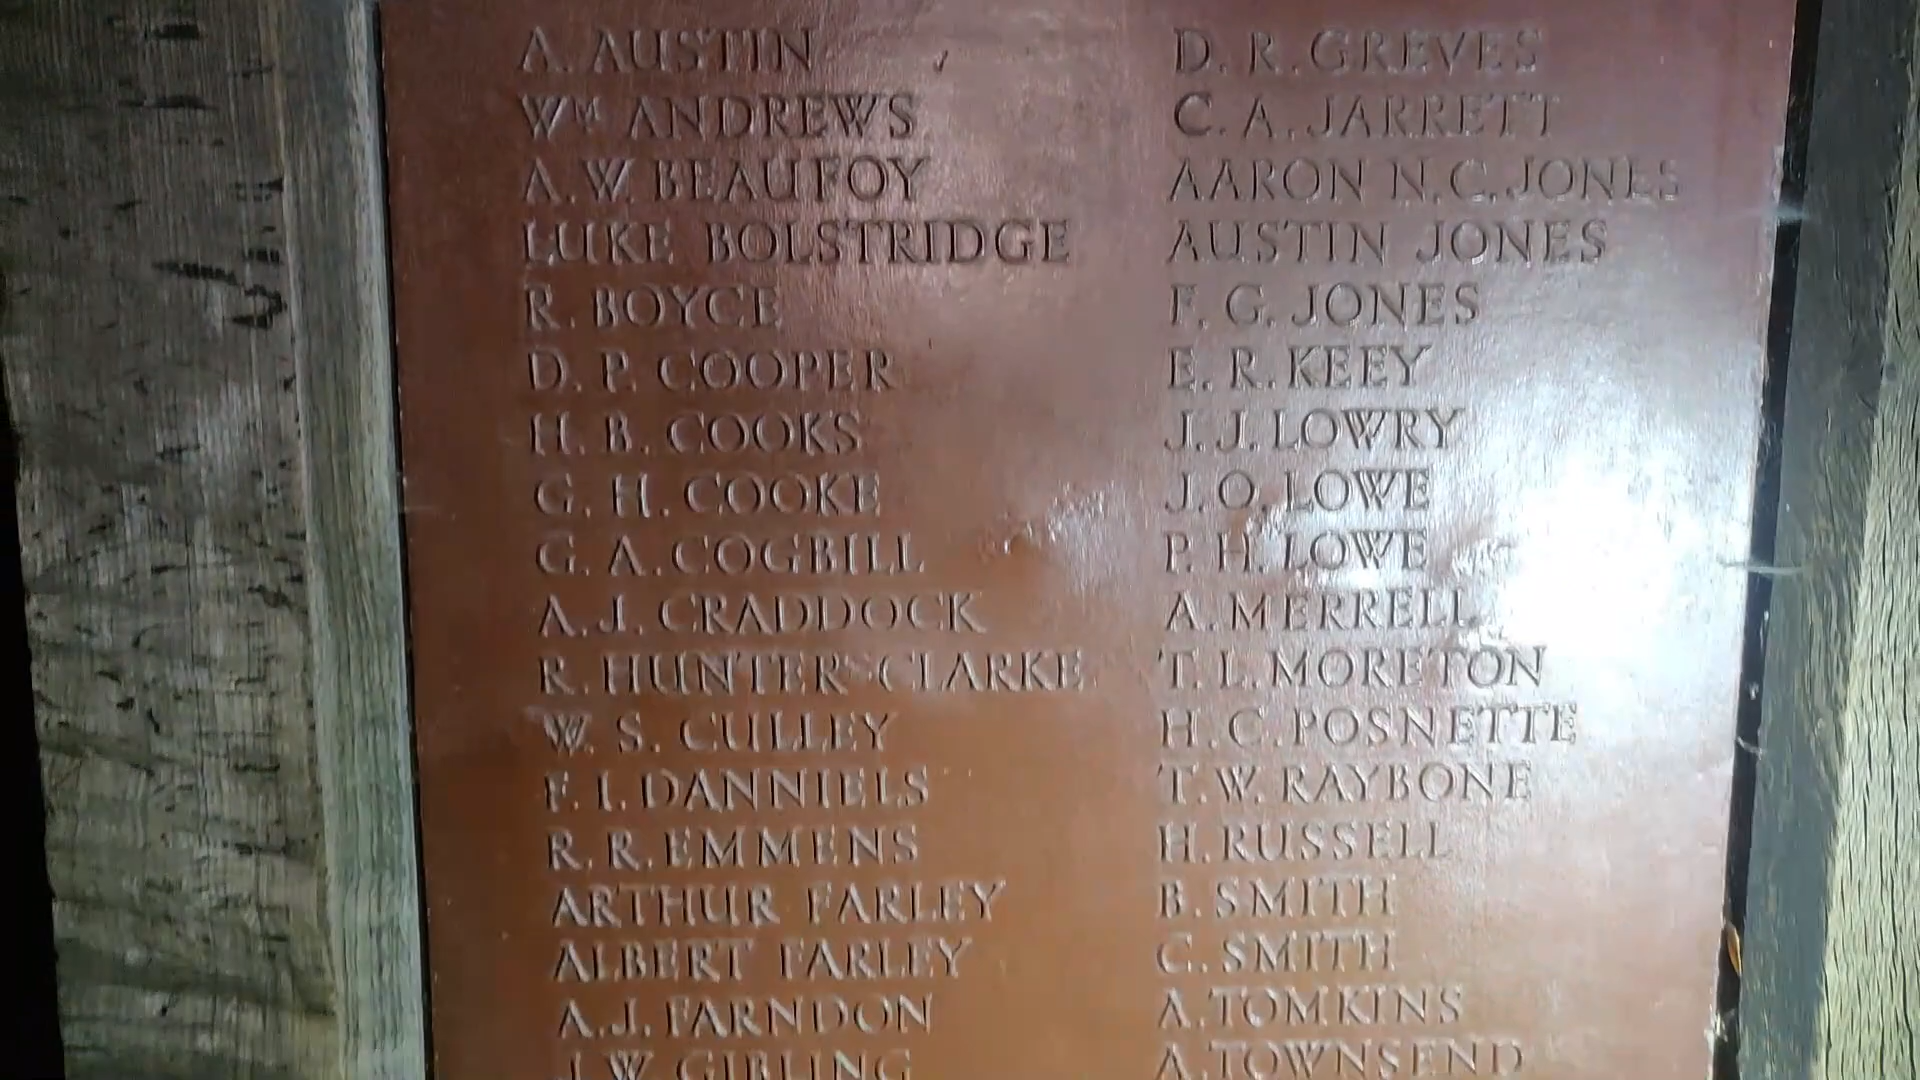 A. AUSTIN
Wᴹ ANDREWS
A. W. BEAUFOY
LUKE BOLSTRIDGE
R. BOYCE
D. P. COOPER
H. B. COOKS
G. H. COOKE
G. A. COGBILL
A. J. CRADDOCK
R. HUNTER-CLARKE
W. S. CULLEY
F. I. DANNIELS
R. R. EMMENS
ARTHUR FARLEY
ALBERT FARLEY
A. J. FARNDON
J. W. GIBLING
D. R. GREVES
C. A. JARRETT
AARON N. C. JONES
AUSTIN JONES
F. G. JONES
E. R. KEEY
J. J. LOWRY
J. O. LOWE
P. H. LOWE
A. MERRELL
T. L. MORETON
H. C. POSNETTE
T. W. RAYBONE
H. RUSSELL
B. SMITH
C. SMITH
A. TOMKINS
A. TOWNSEND